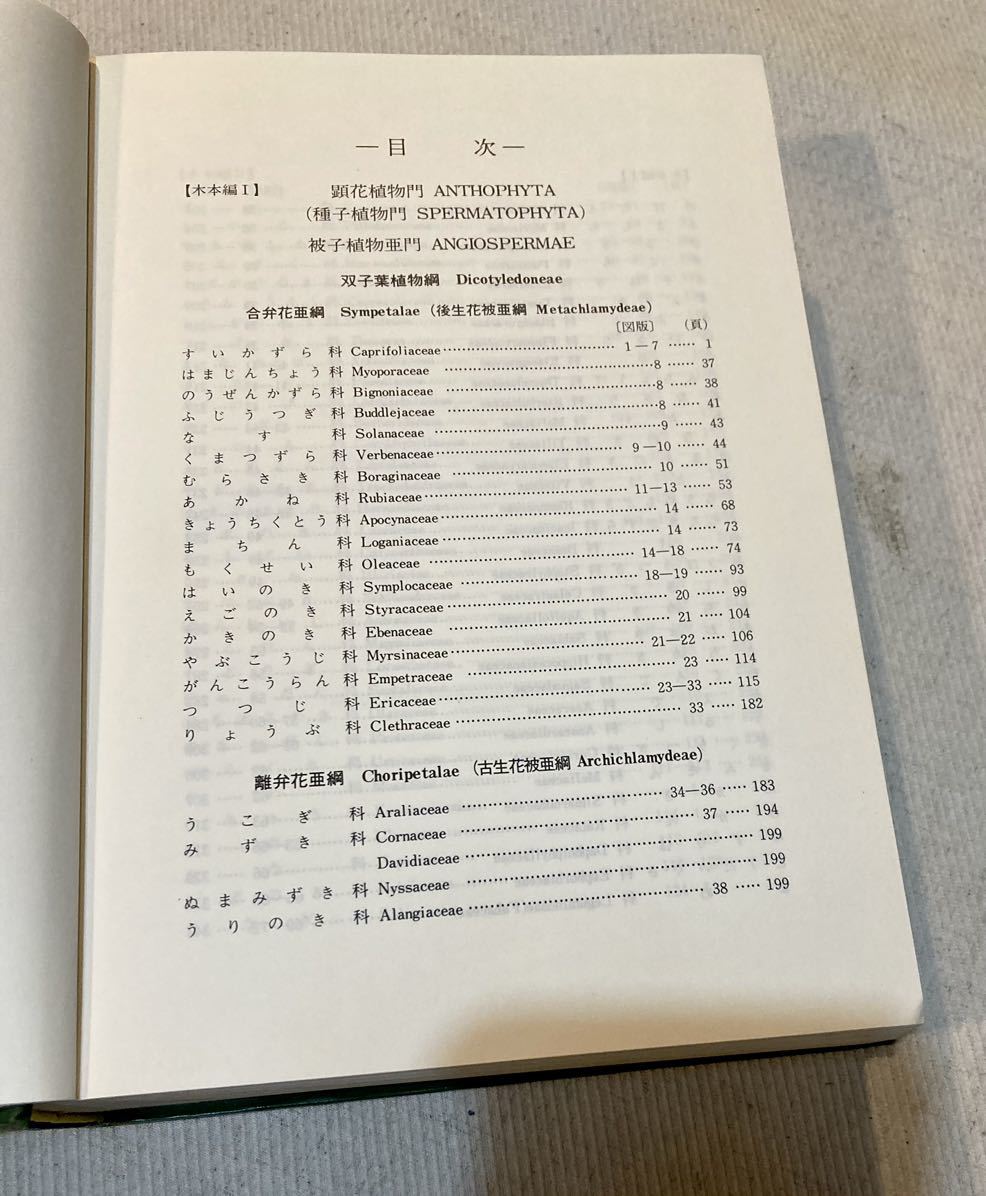 —目　次—
【木本編Ⅰ】　顕花植物門 ANTHOPHYTA
(種子植物門 SPERMATOPHYTA)
被子植物亜門 ANGIOSPERMAE
双子葉植物綱　Dicotyledoneae
合弁花亜綱　Sympetalae（後生花被亜綱 Metachlamydeae）
〔図版〕　（頁）
すいかずら科 Caprifoliaceae………………………… 1—7 …… 1
はまじんちょう科 Myoporaceae ………………………………8 …… 37
のうぜんかずら科 Bignoniaceae ………………………………8 …… 38
ふじうつぎ科 Buddlejaceae ………………………………8 …… 41
なす科 Solanaceae …………………………………9 …… 43
くまつづら科 Verbenaceae…………………………… 9—10 …… 44
むらさき科 Boraginaceae ……………………………… 10 …… 51
あかね科 Rubiaceae……………………………… 11—13 …… 53
きょうちくとう科 Apocynaceae………………………………… 14 …… 68
まちん科 Loganiaceae………………………………… 14 …… 73
もくせい科 Oleaceae ……………………………… 14—18 …… 74
はいのき科 Symplocaceae ………………………… 18—19 …… 93
えごのき科 Styracaceae………………………………… 20 …… 99
かきのき科 Ebenaceae ………………………………… 21 …… 104
やぶこうじ科 Myrsinaceae…………………………… 21—22 ····· 106
がんこうらん科 Empetraceae ……………………………… 23 ····· 114
つつじ科 Ericaceae……………………………… 23—33 ····· 115
りょうぶ科 Clethraceae………………………………… 33 ····· 182
離弁花亜綱　Choripetalae（古生花被亜綱 Archichlamydeae）
うこぎ科 Araliaceae ……………………………… 34—36 ····· 183
みずき科 Cornaceae ………………………………… 37 ····· 194
Davidiaceae …………………………………………… 199
ぬまみずき科 Nyssaceae …………………………………………… 199
うりのき科 Alangiaceae………………………………… 38 ····· 199